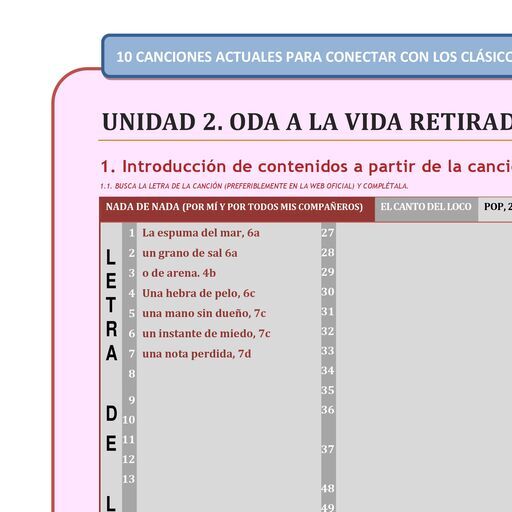 10 CANCIONES ACTUALES PARA CONECTAR CON LOS CLÁSICO
UNIDAD 2. ODA A LA VIDA RETIRAD
1. Introducción de contenidos a partir de la canci
1.1. BUSCA LA LETRA DE LA CANCIÓN (PREFERIBLEMENTE EN LA WEB OFICIAL) Y COMPLÉTALA.
NADA DE NADA (POR MÍ Y POR TODOS MIS COMPAÑEROS) EL CANTO DEL LOCO POP, 2
LETRA DE L
1 La espuma del mar, 6a 27
2 un grano de sal 6a 28
3 o de arena. 4b 29
4 Una hebra de pelo, 6c 30
5 una mano sin dueño, 7c 31
6 un instante de miedo, 7c 32
7 una nota perdida, 7d 33
8 34
9 35
10 36
11
12 37
13
48
49